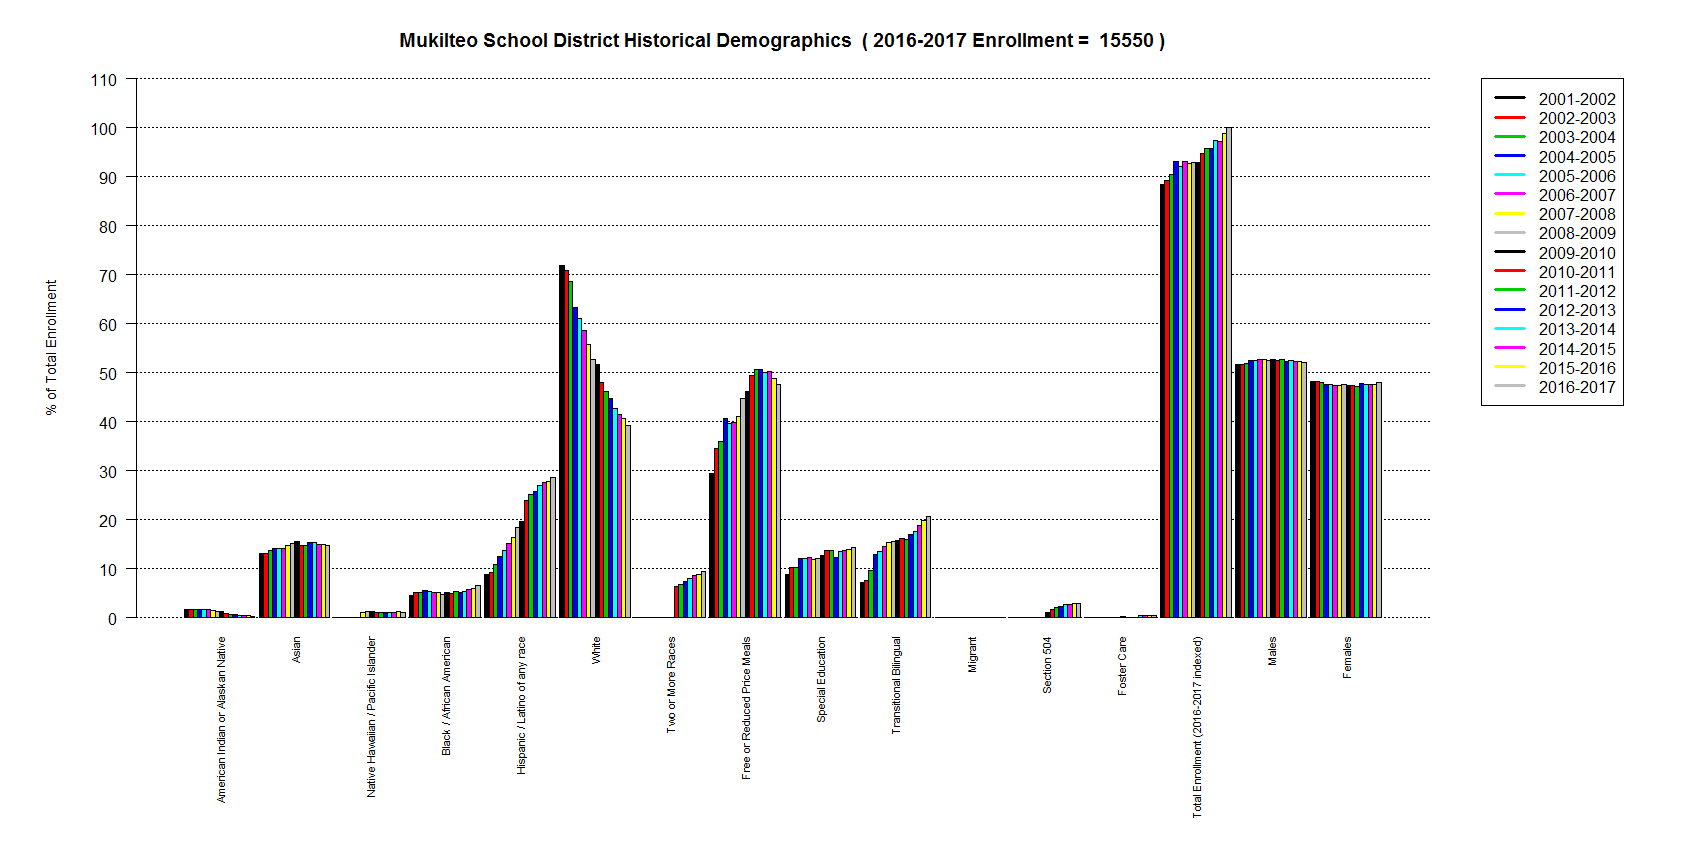 Mukilteo School District Historical Demographics ( 2016-2017 Enrollment = 15550 )
% of Total Enrollment
110
100
90
80
70
60
50
40
30
20
10
0
American Indian or Alaskan Native
Asian
Native Hawaiian / Pacific Islander
Black / African American
Hispanic / Latino of any race
White
Two or More Races
Free or Reduced Price Meals
Special Education
Transitional Bilingual
Migrant
Section 504
Foster Care
Total Enrollment (2016-2017 indexed)
Males
Females
2001-2002
2002-2003
2003-2004
2004-2005
2005-2006
2006-2007
2007-2008
2008-2009
2009-2010
2010-2011
2011-2012
2012-2013
2013-2014
2014-2015
2015-2016
2016-2017